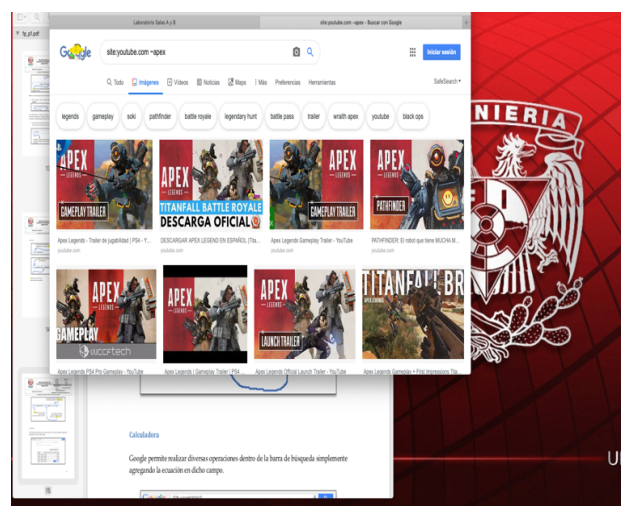 fg_p1.pdf
Laboratorio Salas A y B
site:youtube.com ~apex - Buscar con Google
Google
site:youtube.com ~apex
Iniciar sesión
Todo Imágenes Vídeos Noticias Maps Más Preferencias Herramientas
SafeSearch
legends gameplay solo pathfinder battle royale legendary hunt battle pass trailer wraith apex youtube black ops
APEX
LEGENDS
GAMEPLAY TRAILER
APEX
LEGENDS
TITANFALL BATTLE ROYALE
DESCARGA OFICIAL
APEX
LEGENDS
GAMEPLAY TRAILER
APEX
LEGENDS
PATHFINDER
Apex Legends - Trailer de jugabilidad | PS4 - Y...
youtube.com
DESCARGAR APEX LEGEND EN ESPAÑOL (Tita...
youtube.com
Apex Legends Gameplay Trailer - YouTube
youtube.com
PATHFINDER: El robot que tiene MUCHA M...
youtube.com
APEX
LEGENDS
GAMEPLAY
wccftech
APEX
LEGENDS
APEX
LEGENDS
LAUNCH TRAILER
TITANFALL BR
APEX LEGENDS
Apex Legends PS4 Pro Gameplay - YouTube
Apex Legends | Gameplay Trailer | PS4 ...
Apex Legends Official Launch Trailer - YouTube
Apex Legends Gameplay + First Impressions Tita...
NIERIA
F I
Calculadora
Google permite realizar diversas operaciones dentro de la barra de búsqueda simplemente
agregando la ecuación en dicho campo.
15
U